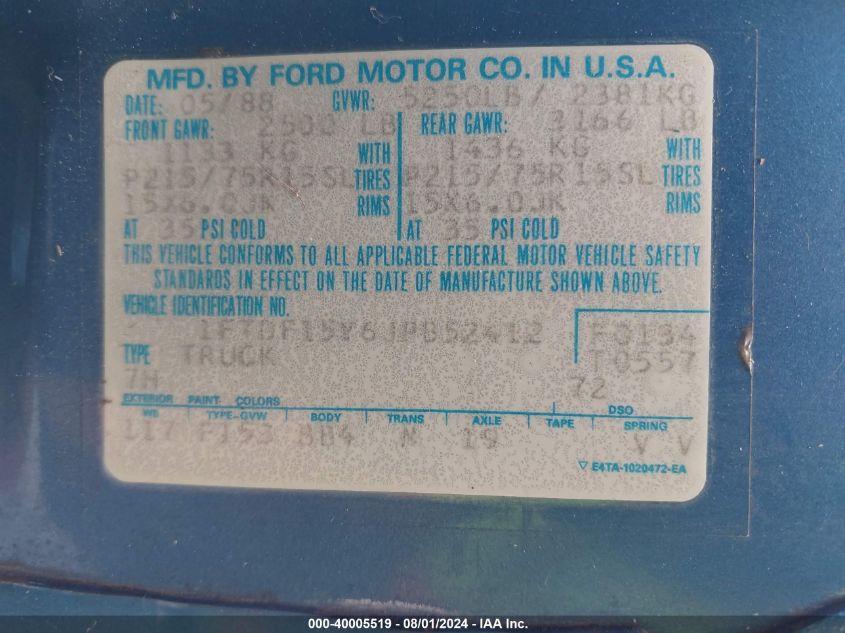 MFD. BY FORD MOTOR CO. IN U.S.A.
DATE: 05/88 GVWR: 5250LB/ 2381KG
FRONT GAWR: 2500 LB REAR GAWR: 3166 LB
1133 KG WITH 1436 KG WITH
P215/75R15SL TIRES P215/75R15SL TIRES
15X6.0JK RIMS 15X6.0JK RIMS
AT 35 PSI COLD AT 35 PSI COLD
THIS VEHICLE CONFORMS TO ALL APPLICABLE FEDERAL MOTOR VEHICLE SAFETY
STANDARDS IN EFFECT ON THE DATE OF MANUFACTURE SHOWN ABOVE.
VEHICLE IDENTIFICATION NO.
1FTDF15Y6JPB52412 F0134
TYPE TRUCK T0557
7H 72
EXTERIOR PAINT COLORS DSO
WB TYPE-GVW BODY TRANS AXLE TAPE SPRING
117 F153 M 19 V V
▽ E4TA-1020472-EA
000-40005519 - 08/01/2024 - IAA Inc.